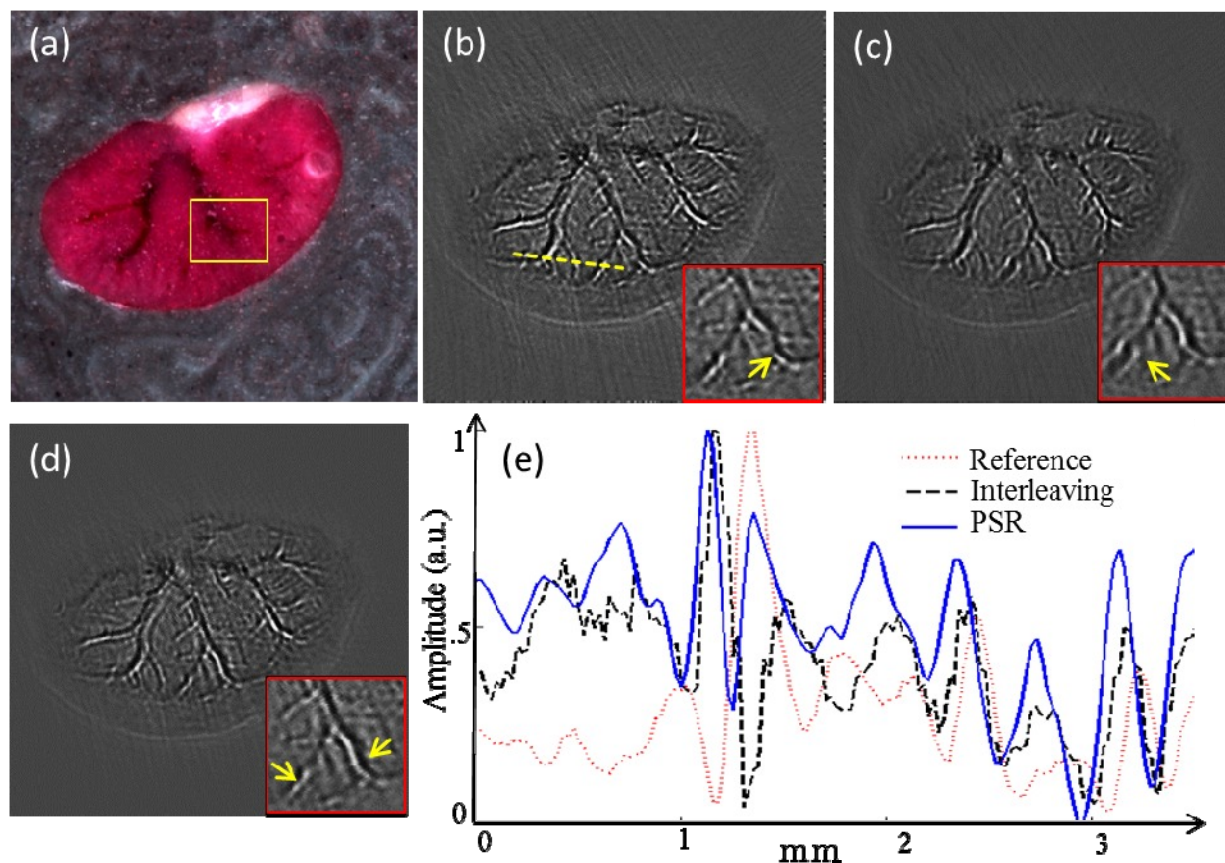 (a)
(b)
(c)
(d)
(e)
Reference
Interleaving
PSR
Amplitude (a.u.)
1
.5
0
0
1
2
3
mm